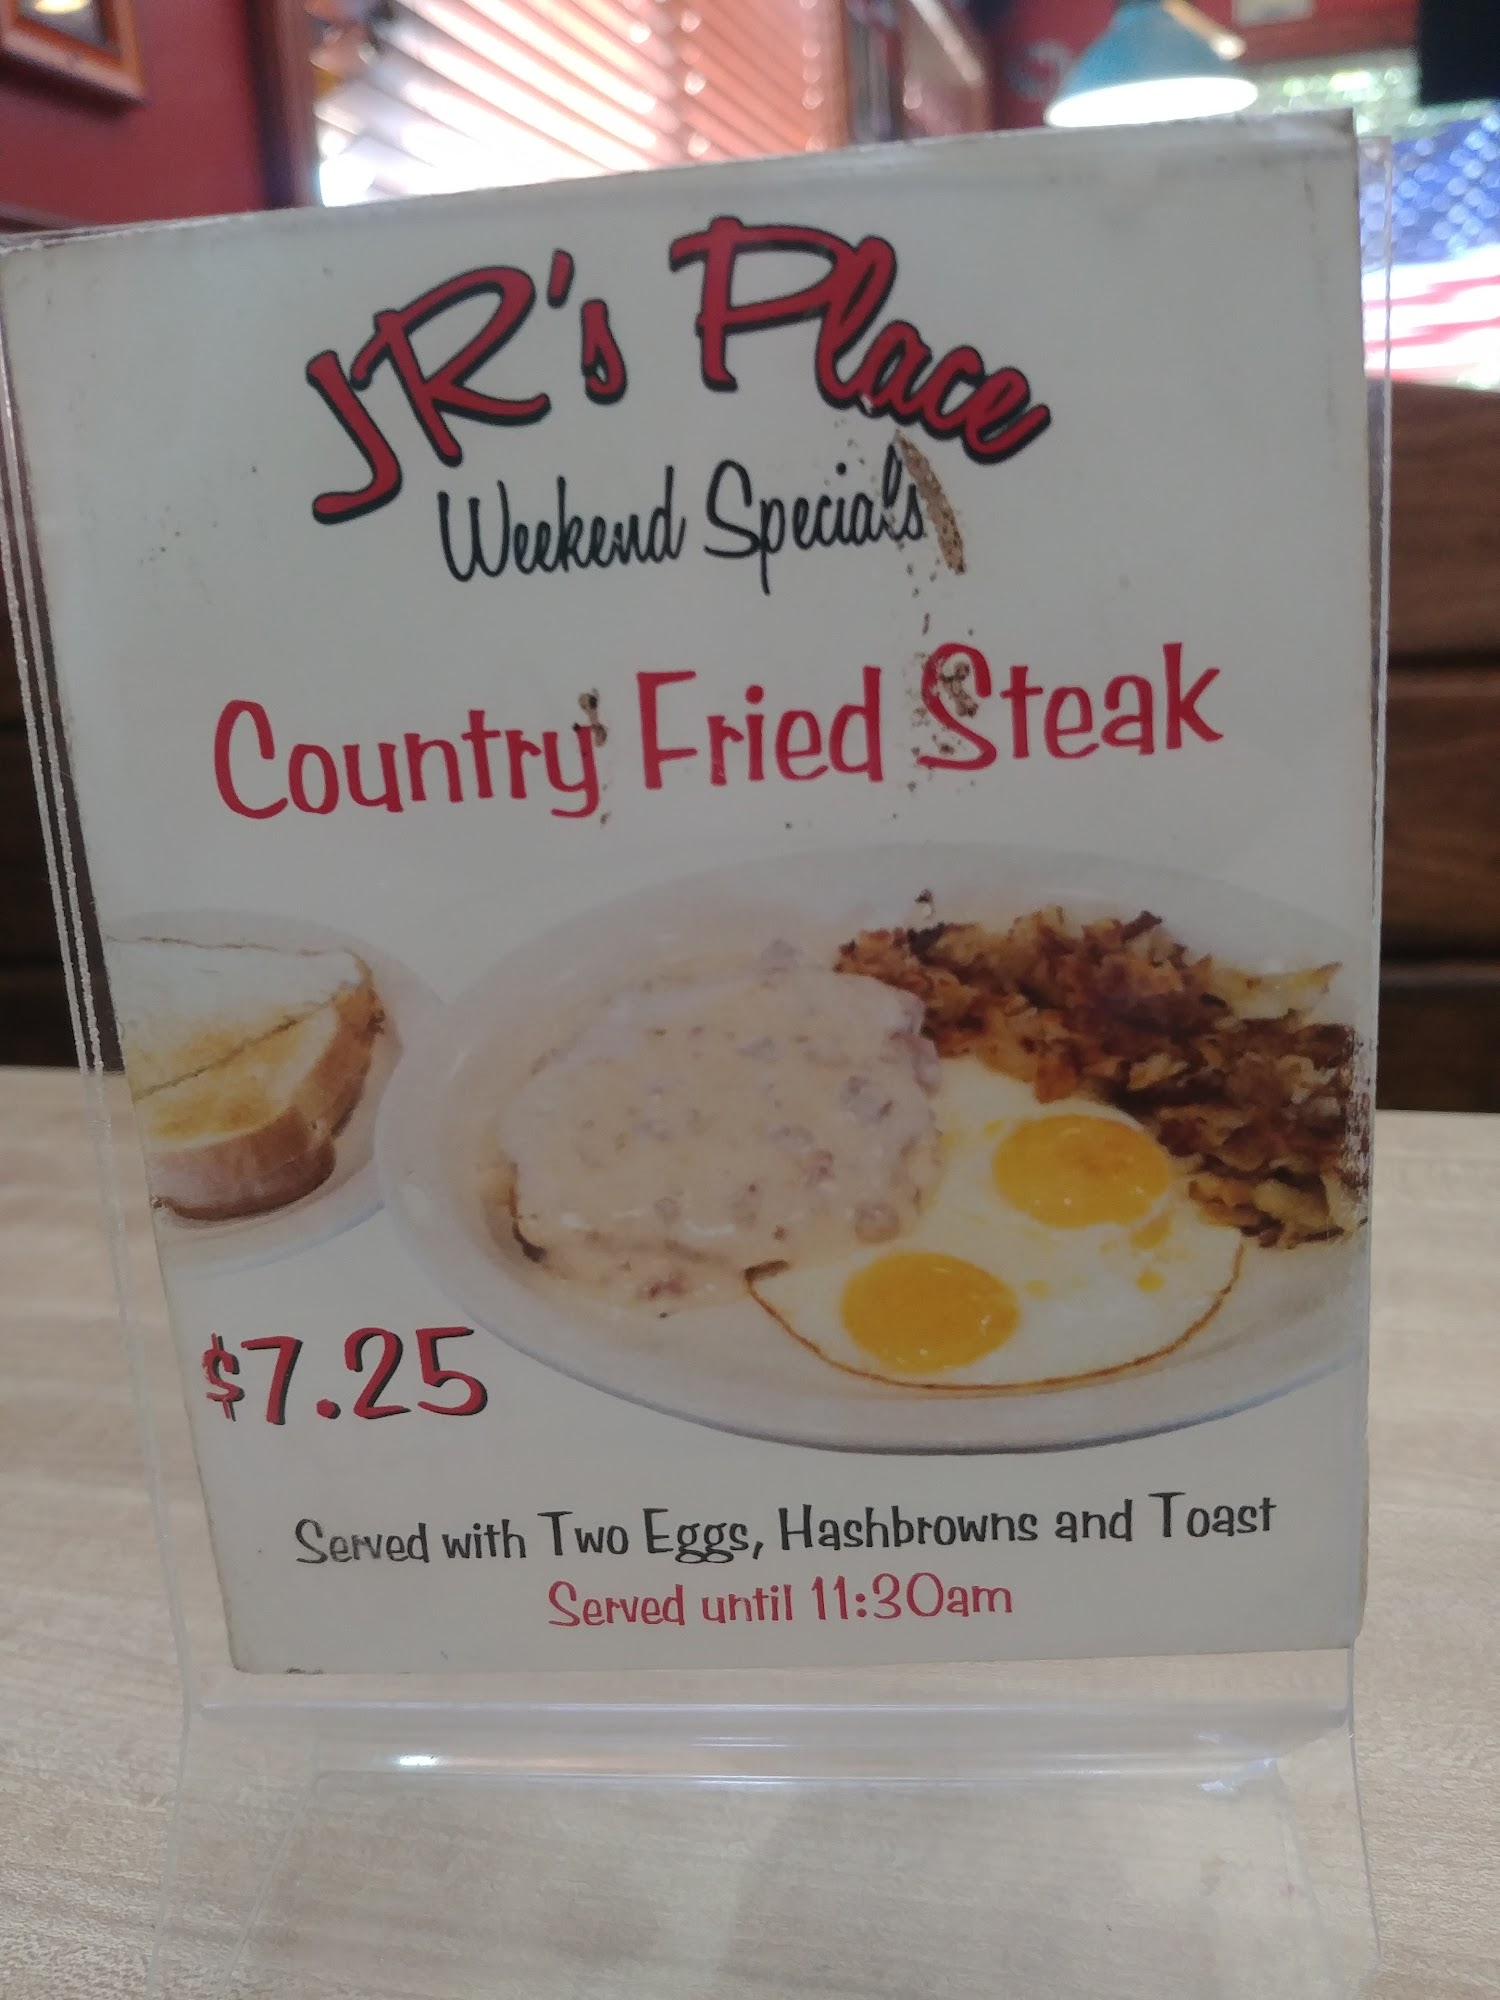 JR's Place
Weekend Specials
Country Fried Steak
$7.25
Served with Two Eggs, Hashbrowns and Toast
Served until 11:30am